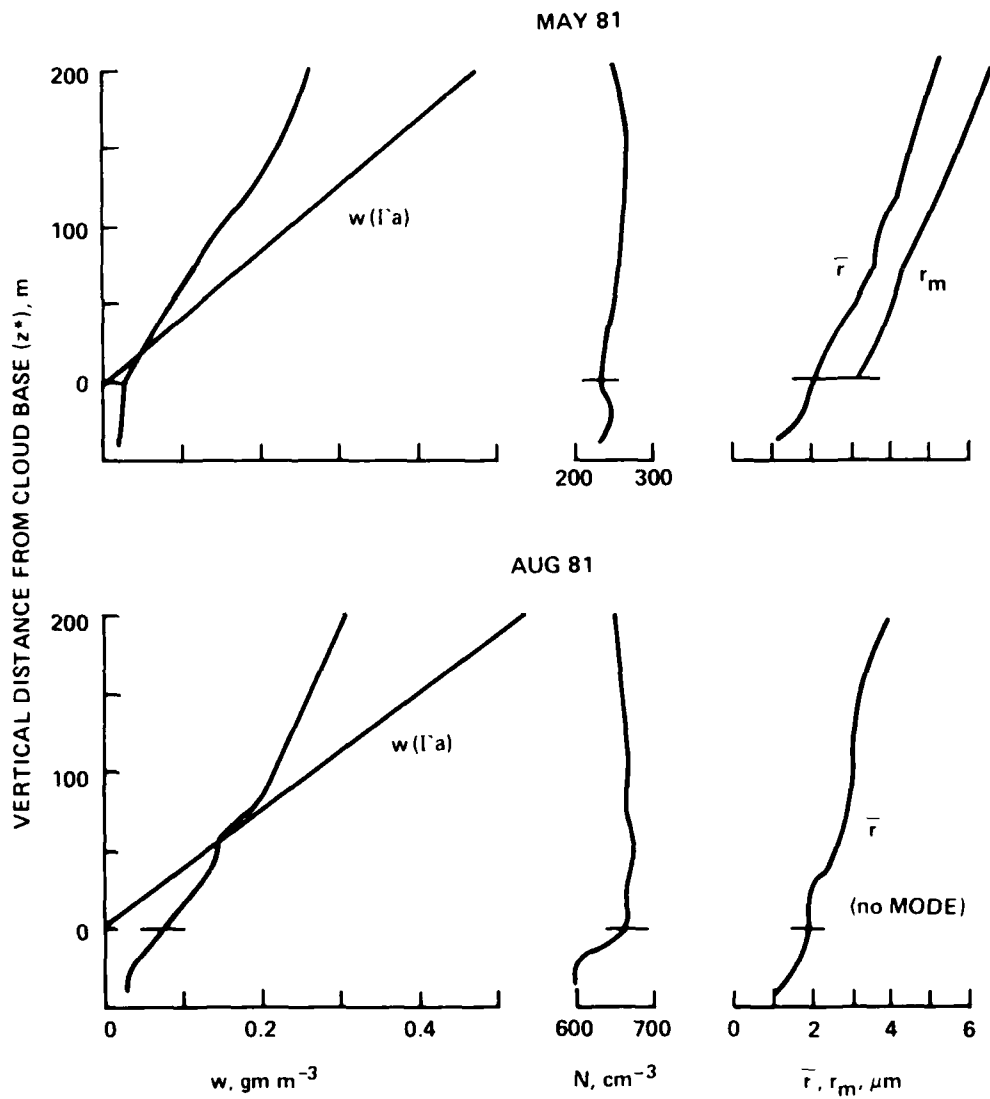 MAY 81
VERTICAL DISTANCE FROM CLOUD BASE (z*), m
200
100
0
w(Γa)
200 300
r̅
rₘ
AUG 81
200
100
0
w(Γa)
r̅
(no MODE)
0 0.2 0.4
600 700
0 2 4 6
w, gm m⁻³
N, cm⁻³
r̅, rₘ, μm